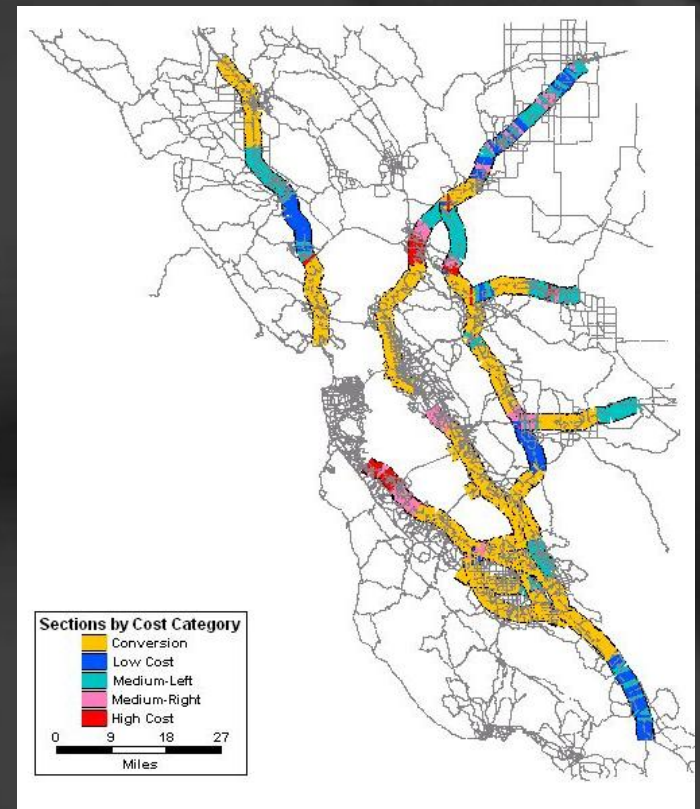 Sections by Cost Category
Conversion
Low Cost
Medium-Left
Medium-Right
High Cost
0 9 18 27
Miles